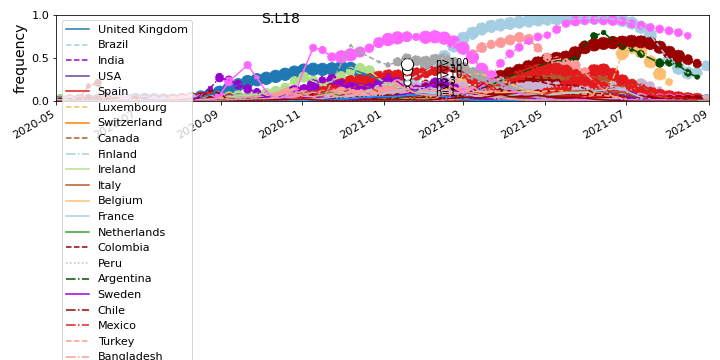 S.L18
frequency
1.0
0.5
0.0
United Kingdom
Brazil
India
USA
Spain
Luxembourg
Switzerland
Canada
Finland
Ireland
Italy
Belgium
France
Netherlands
Colombia
Peru
Argentina
Sweden
Chile
Mexico
Turkey
Bangladesh
n>100
2020-05
2020-09
2020-11
2021-01
2021-03
2021-05
2021-07
2021-09